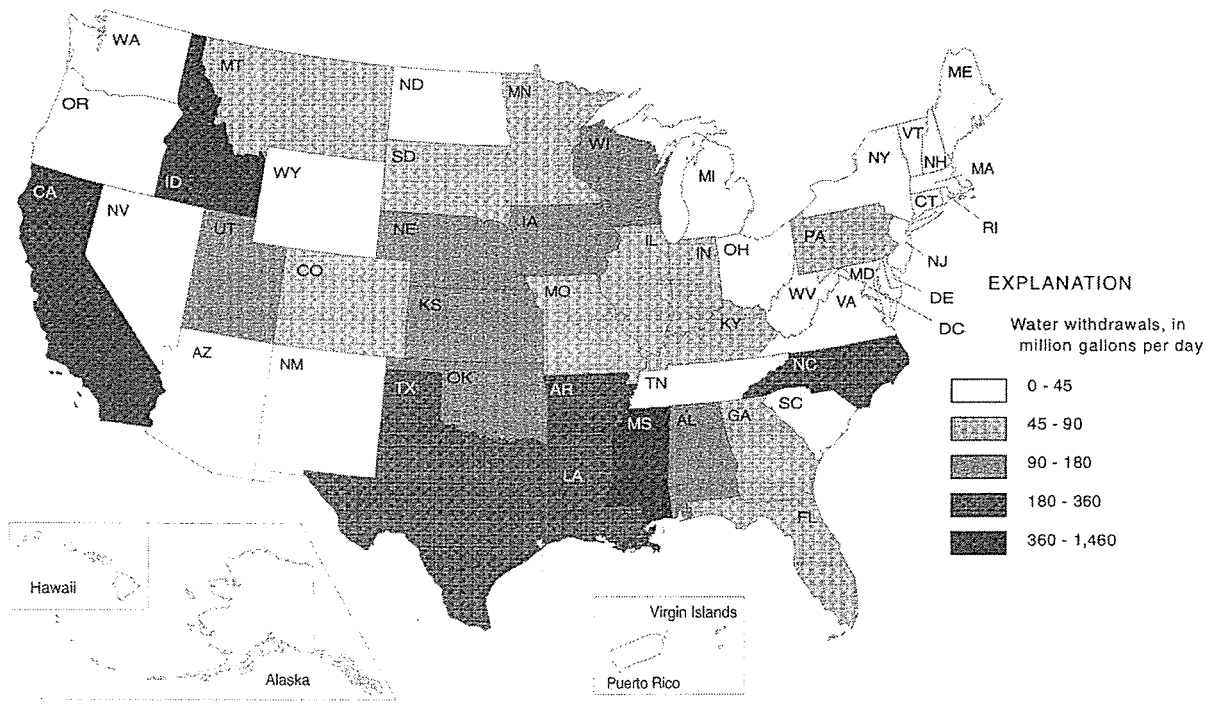 WA
MT
ND
MN
ME
OR
VT
NH
NY
MA
ID
WY
SD
WI
MI
CT
RI
CA
NV
UT
NE
IA
PA
NJ
CO
IL
IN
OH
MD
DE
WV
VA
DC
KS
MO
KY
AZ
NM
TX
OK
AR
TN
NC
SC
MS
AL
GA
LA
FL
EXPLANATION
Water withdrawals, in
million gallons per day
0 - 45
45 - 90
90 - 180
180 - 360
360 - 1,460
Hawaii
Alaska
Virgin Islands
Puerto Rico